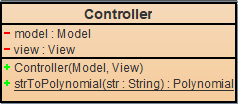 Controller
- model : Model
- view : View
+ Controller(Model, View)
+ strToPolynomial(str : String) : Polynomial